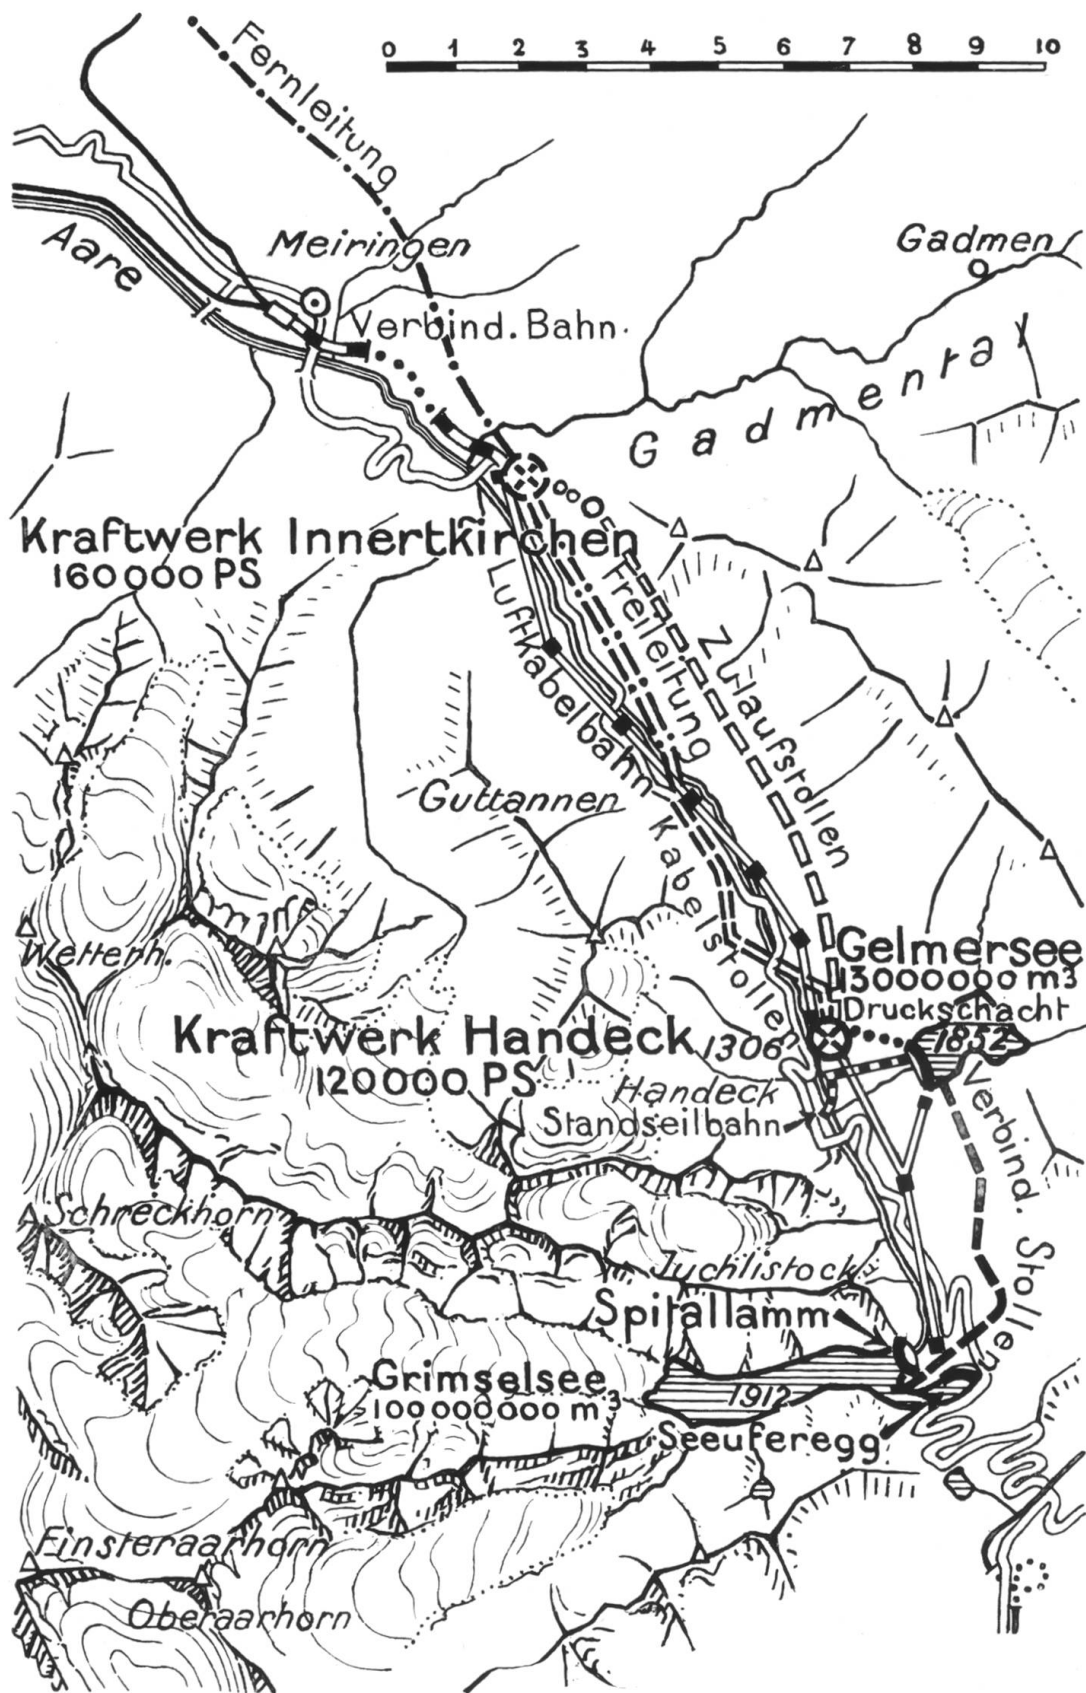 0 1 2 3 4 5 6 7 8 9 10
Fernleitung
Aare
Meiringen
Gadmen
Verbind. Bahn.
Gadmental
Kraftwerk Innertkirchen
160000 PS
Luftkabelbahn
Freileitung
Zulaufstollen
Guttannen
Kabelstollen
Wetterh.
Gelmersee
13000000 m3
Druckschacht
1852
Kraftwerk Handeck
120000 PS
1306
Handeck
Standseilbahn
Verbind. Stollen
Schreckhorn
Juchlistock
Spitallamm
Grimselsee
100000000 m3
1912
Seeuferegg
Finsteraarhorn
Oberaarhorn